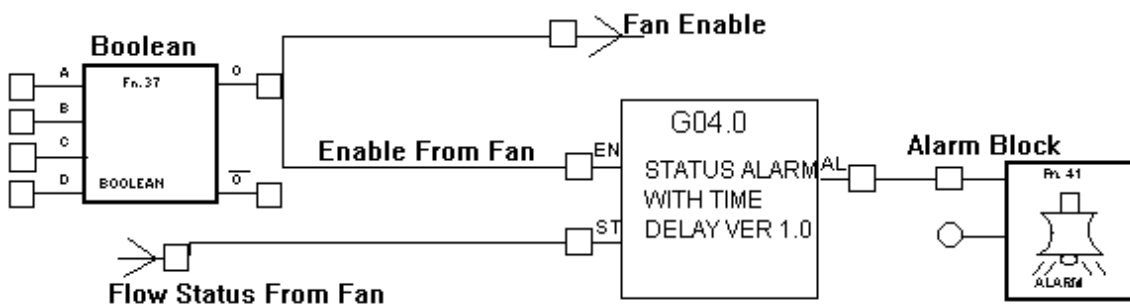 Fan Enable
Boolean
A
Fn. 37
O
B
C
D
BOOLEAN
O
Enable From Fan
EN
G04.0
STATUS ALARM
WITH TIME
DELAY VER 1.0
AL
ST
Alarm Block
Fn. 41
ALARM
Flow Status From Fan